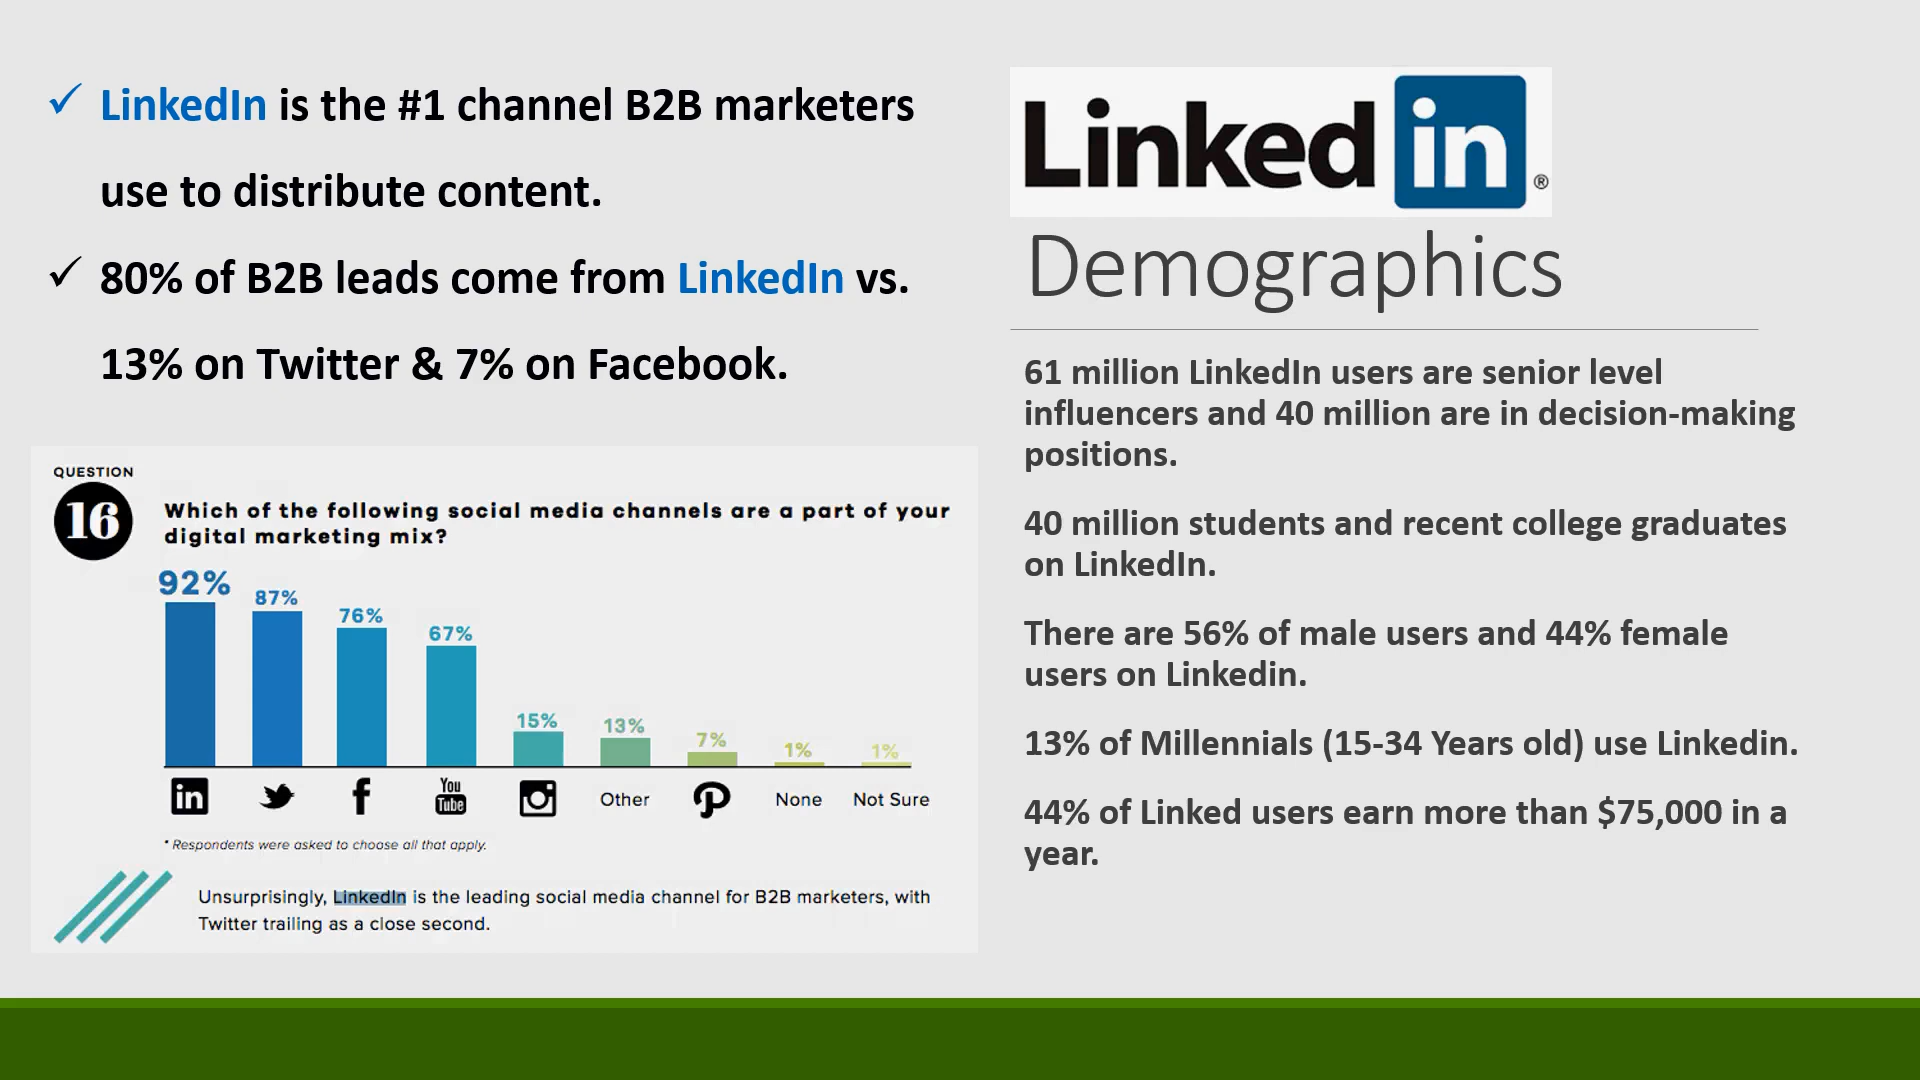 LinkedIn is the #1 channel B2B marketers
use to distribute content.
80% of B2B leads come from LinkedIn vs.
13% on Twitter & 7% on Facebook.
QUESTION
16
Which of the following social media channels are a part of your
digital marketing mix?
92%
87%
76%
67%
15%
13%
7%
1%
1%
in
f
You
Tube
Other
None
Not Sure
* Respondents were asked to choose all that apply.
Unsurprisingly, LinkedIn is the leading social media channel for B2B marketers, with
Twitter trailing as a close second.
Linked in ®
Demographics
61 million LinkedIn users are senior level
influencers and 40 million are in decision-making
positions.
40 million students and recent college graduates
on LinkedIn.
There are 56% of male users and 44% female
users on Linkedin.
13% of Millennials (15-34 Years old) use Linkedin.
44% of Linked users earn more than $75,000 in a
year.